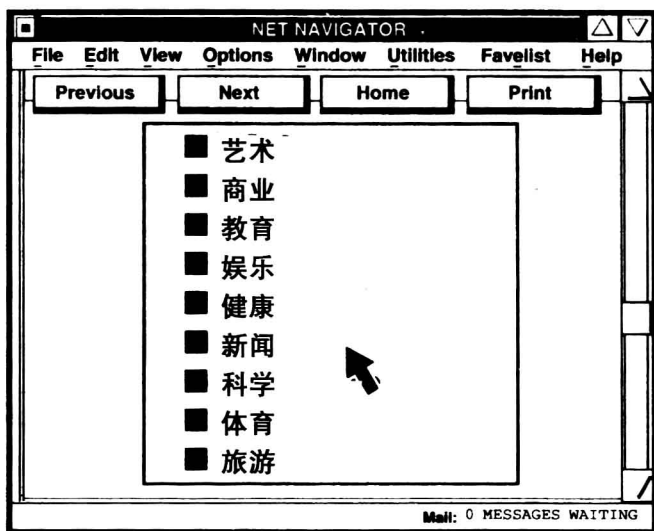 NET NAVIGATOR
File Edit View Options Window Utilities Favelist Help
Previous Next Home Print
艺术
商业
教育
娱乐
健康
新闻
科学
体育
旅游
Mail: 0 MESSAGES WAITING